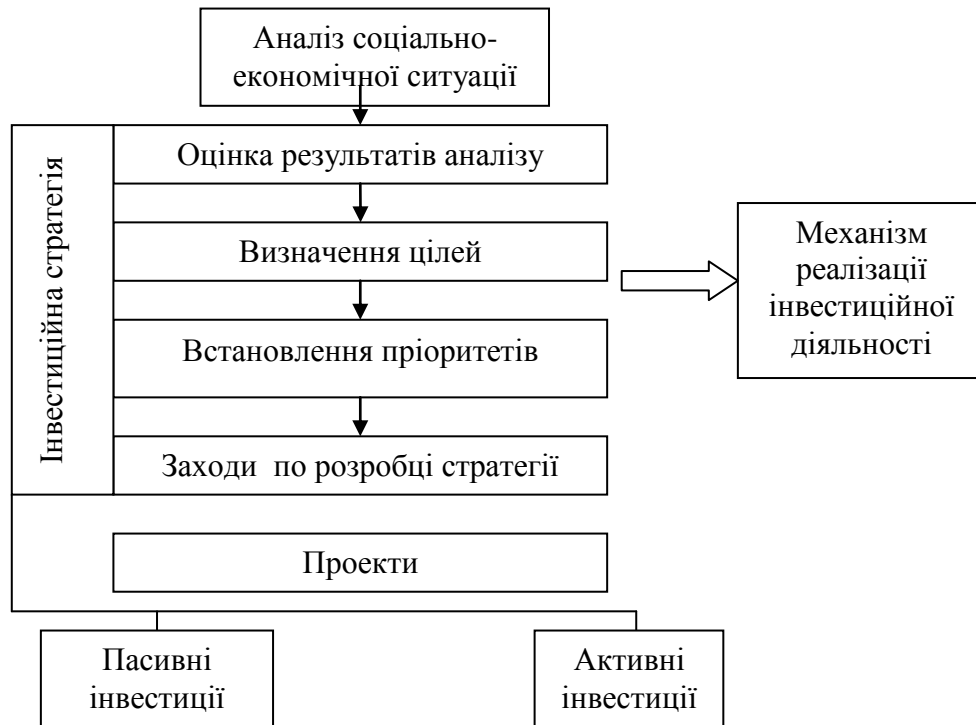 Аналіз соціально-
економічної ситуації
Інвестиційна стратегія
Оцінка результатів аналізу
Визначення цілей
Встановлення пріоритетів
Заходи по розробці стратегії
Механізм
реалізації
інвестиційної
діяльності
Проекти
Пасивні
інвестиції
Активні
інвестиції